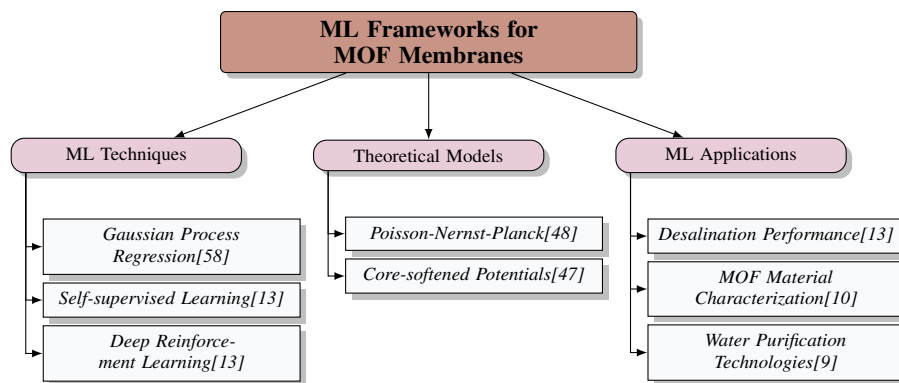 ML Frameworks for
MOF Membranes
ML Techniques
Theoretical Models
ML Applications
Gaussian Process
Regression[58]
Self-supervised Learning[13]
Deep Reinforce-
ment Learning[13]
Poisson-Nernst-Planck[48]
Core-softened Potentials[47]
Desalination Performance[13]
MOF Material
Characterization[10]
Water Purification
Technologies[9]